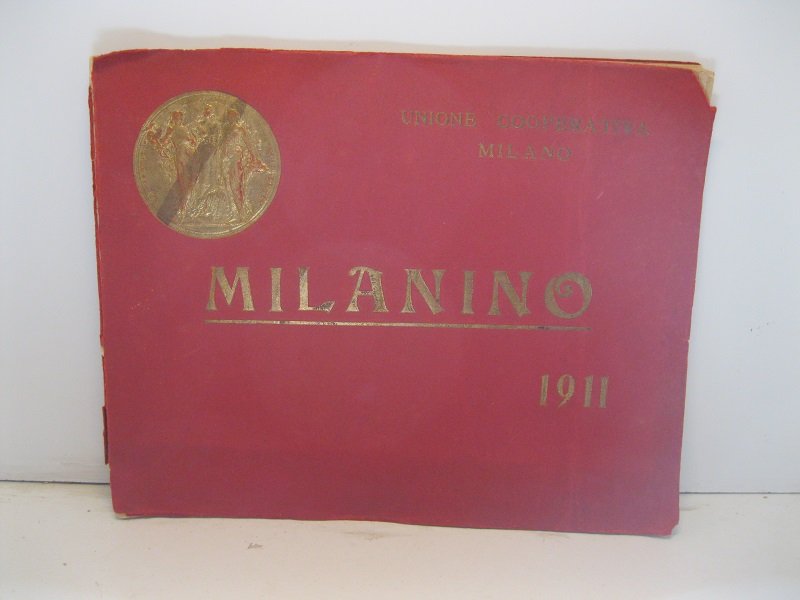 UNIONE COOPERATIVA
MILANO
MILANINO
1911